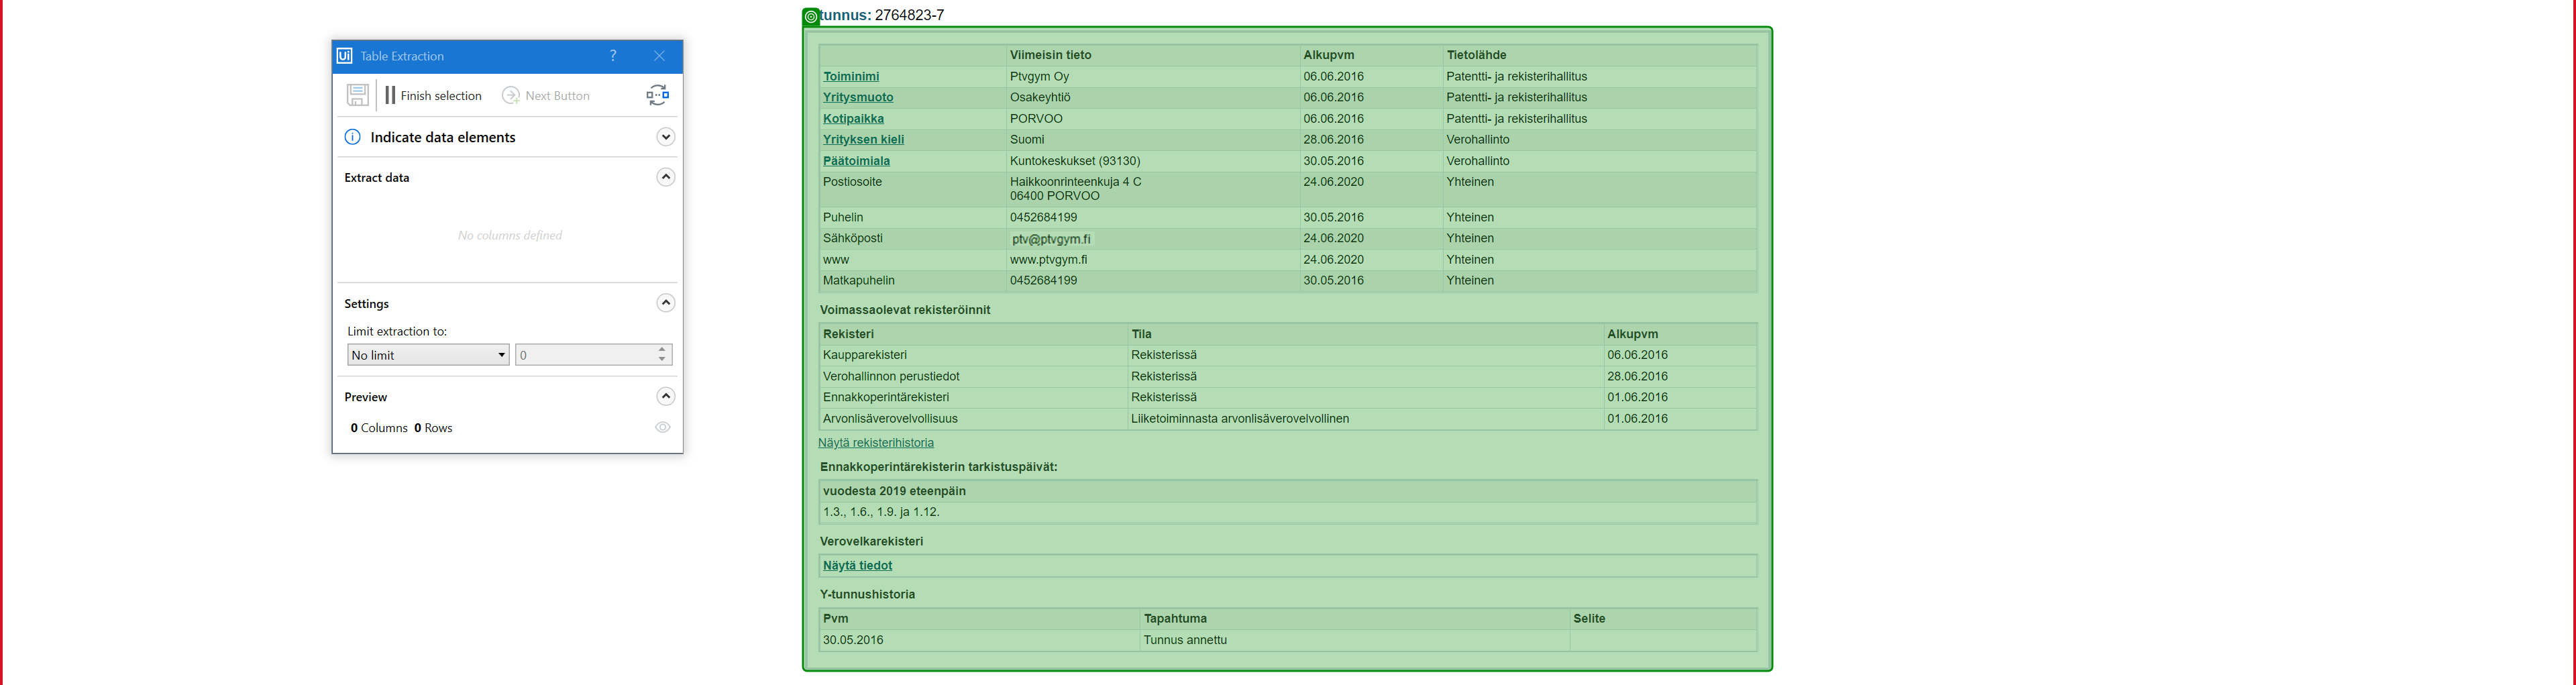 Ui Table Extraction ?
Finish selection Next Button
Indicate data elements
Extract data
No columns defined
Settings
Limit extraction to:
No limit 0
Preview
0 Columns 0 Rows
tunnus: 2764823-7
Viimeisin tieto Alkupvm Tietolähde
Toiminimi Ptvgym Oy 06.06.2016 Patentti- ja rekisterihallitus
Yritysmuoto Osakeyhtiö 06.06.2016 Patentti- ja rekisterihallitus
Kotipaikka PORVOO 06.06.2016 Patentti- ja rekisterihallitus
Yrityksen kieli Suomi 28.06.2016 Verohallinto
Päätoimiala Kuntokeskukset (93130) 30.05.2016 Verohallinto
Postiosoite Haikkoonrinteenkuja 4 C 24.06.2020 Yhteinen
06400 PORVOO
Puhelin 0452684199 30.05.2016 Yhteinen
Sähköposti ptv@ptvgym.fi 24.06.2020 Yhteinen
www www.ptvgym.fi 24.06.2020 Yhteinen
Matkapuhelin 0452684199 30.05.2016 Yhteinen
Voimassaolevat rekisteröinnit
Rekisteri Tila Alkupvm
Kaupparekisteri Rekisterissä 06.06.2016
Verohallinnon perustiedot Rekisterissä 28.06.2016
Ennakkoperintärekisteri Rekisterissä 01.06.2016
Arvonlisäverovelvollisuus Liiketoiminnasta arvonlisäverovelvollinen 01.06.2016
Näytä rekisterihistoria
Ennakkoperintärekisterin tarkistuspäivät:
vuodesta 2019 eteenpäin
1.3., 1.6., 1.9. ja 1.12.
Verovelkarekisteri
Näytä tiedot
Y-tunnushistoria
Pvm Tapahtuma Selite
30.05.2016 Tunnus annettu